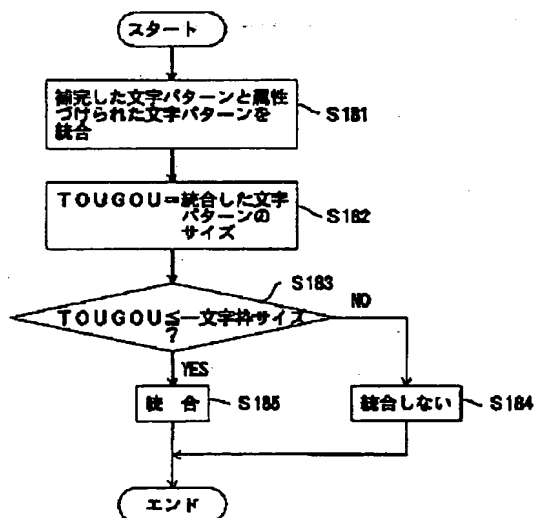 スタート
補完した文字パターンと属性
づけられた文字パターンを
統合
S181
TOUGOU=統合した文字
パターンの
サイズ
S182
S183
TOUGOU≦一文字枠サイズ
?
NO
YES
統 合
S185
統合しない
S184
エンド